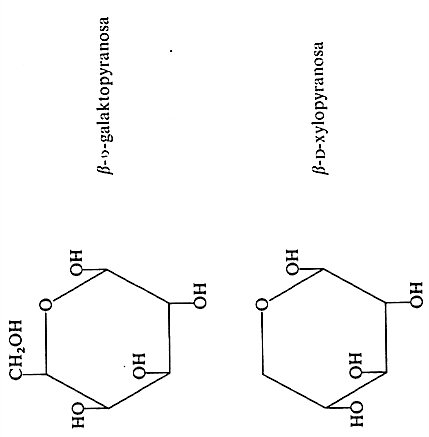 CH₂OH
O
HO OH
β-D-galaktopyranosa
OH
OH
O
OH
β-D-xylopyranosa
HO OH
OH